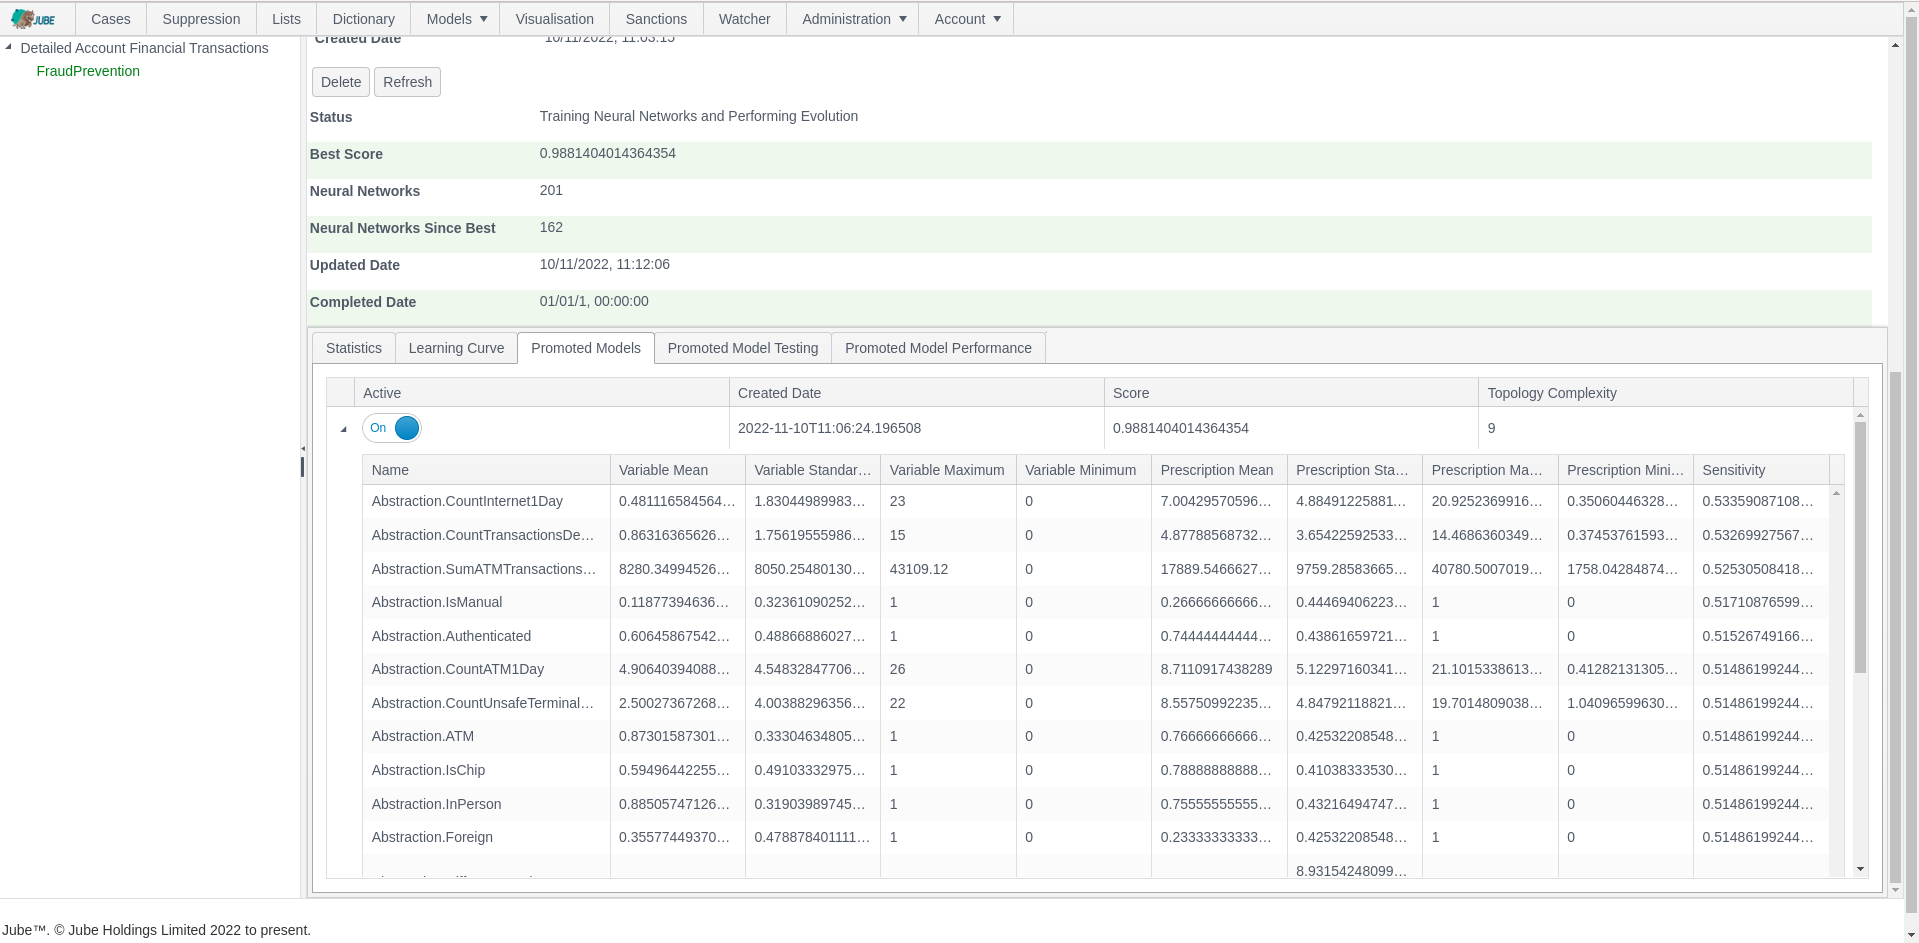 JUBE Cases Suppression Lists Dictionary Models Visualisation Sanctions Watcher Administration Account
Detailed Account Financial Transactions
FraudPrevention
Created Date 10/11/2022, 11:03:15
Delete Refresh
Status Training Neural Networks and Performing Evolution
Best Score 0.9881404014364354
Neural Networks 201
Neural Networks Since Best 162
Updated Date 10/11/2022, 11:12:06
Completed Date 01/01/1, 00:00:00
Statistics Learning Curve Promoted Models Promoted Model Testing Promoted Model Performance
Active Created Date Score Topology Complexity
On 2022-11-10T11:06:24.196508 0.9881404014364354 9
Name Variable Mean Variable Standar… Variable Maximum Variable Minimum Prescription Mean Prescription Sta… Prescription Ma… Prescription Mini… Sensitivity
Abstraction.CountInternet1Day 0.481116584564… 1.83044989983… 23 0 7.00429570596… 4.88491225881… 20.9252369916… 0.35060446328… 0.53359087108…
Abstraction.CountTransactionsDe… 0.86316365626… 1.75619555986… 15 0 4.87788568732… 3.65422592533… 14.4686360349… 0.37453761593… 0.53269927567…
Abstraction.SumATMTransactions… 8280.34994526… 8050.25480130… 43109.12 0 17889.5466627… 9759.28583665… 40780.5007019… 1758.04284874… 0.52530508418…
Abstraction.IsManual 0.11877394636… 0.32361090252… 1 0 0.26666666666… 0.44469406223… 1 0 0.51710876599…
Abstraction.Authenticated 0.60645867542… 0.48866886027… 1 0 0.74444444444… 0.43861659721… 1 0 0.51526749166…
Abstraction.CountATM1Day 4.90640394088… 4.54832847706… 26 0 8.7110917438289 5.12297160341… 21.1015338613… 0.41282131305… 0.51486199244…
Abstraction.CountUnsafeTerminal… 2.50027367268… 4.00388296356… 22 0 8.55750992235… 4.84792118821… 19.7014809038… 1.04096599630… 0.51486199244…
Abstraction.ATM 0.87301587301… 0.33304634805… 1 0 0.76666666666… 0.42532208548… 1 0 0.51486199244…
Abstraction.IsChip 0.59496442255… 0.49103332975… 1 0 0.78888888888… 0.41038333530… 1 0 0.51486199244…
Abstraction.InPerson 0.88505747126… 0.31903989745… 1 0 0.75555555555… 0.43216494747… 1 0 0.51486199244…
Abstraction.Foreign 0.35577449370… 0.478878401111… 1 0 0.23333333333… 0.42532208548… 1 0 0.51486199244…
8.93154248099…
Jube™. © Jube Holdings Limited 2022 to present.